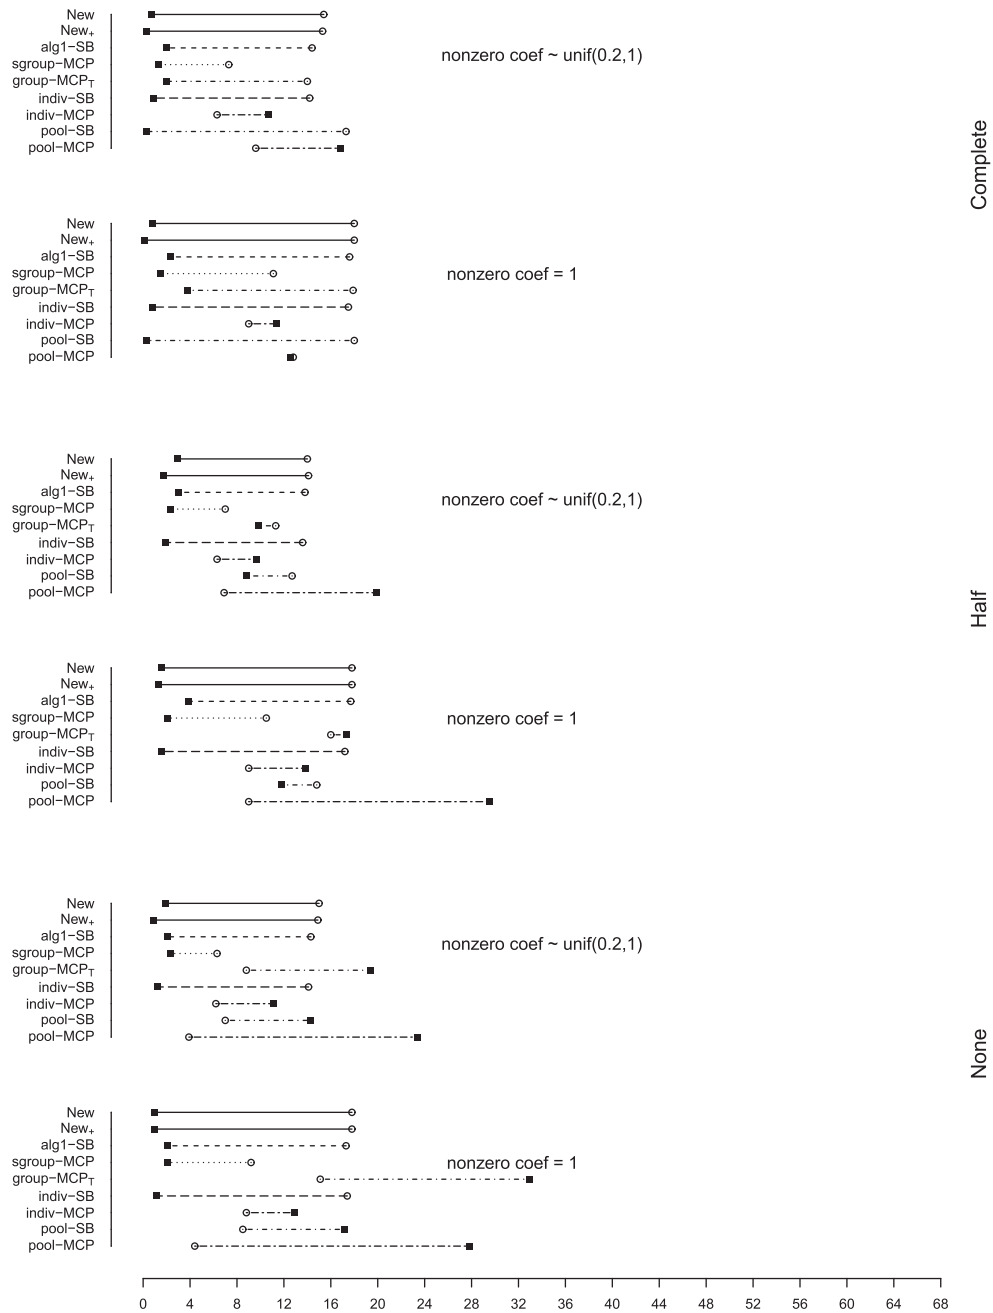 New
New+
alg1−SB
nonzero coef ~ unif(0.2,1)
sgroup−MCP
group−MCPT
indiv−SB
indiv−MCP
pool−SB
pool−MCP
Complete
New
New+
alg1−SB
sgroup−MCP
nonzero coef = 1
group−MCPT
indiv−SB
indiv−MCP
pool−SB
pool−MCP
New
New+
alg1−SB
nonzero coef ~ unif(0.2,1)
sgroup−MCP
group−MCPT
indiv−SB
indiv−MCP
pool−SB
pool−MCP
Half
New
New+
alg1−SB
sgroup−MCP
nonzero coef = 1
group−MCPT
indiv−SB
indiv−MCP
pool−SB
pool−MCP
New
New+
alg1−SB
nonzero coef ~ unif(0.2,1)
sgroup−MCP
group−MCPT
indiv−SB
indiv−MCP
pool−SB
pool−MCP
None
New
New+
alg1−SB
sgroup−MCP
nonzero coef = 1
group−MCPT
indiv−SB
indiv−MCP
pool−SB
pool−MCP
0 4 8 12 16 20 24 28 32 36 40 44 48 52 56 60 64 68